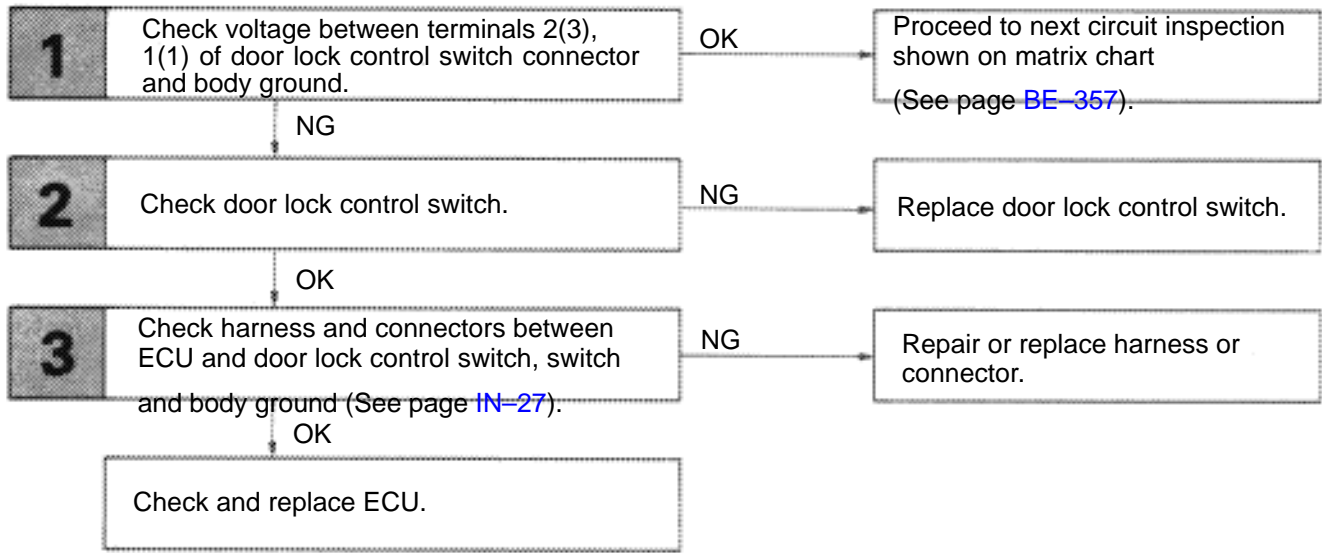 1
Check voltage between terminals 2(3),
1(1) of door lock control switch connector
and body ground.
OK
Proceed to next circuit inspection
shown on matrix chart
(See page BE–357).
NG
2
Check door lock control switch.
NG
Replace door lock control switch.
OK
3
Check harness and connectors between
ECU and door lock control switch, switch
and body ground (See page IN–27).
NG
Repair or replace harness or
connector.
OK
Check and replace ECU.